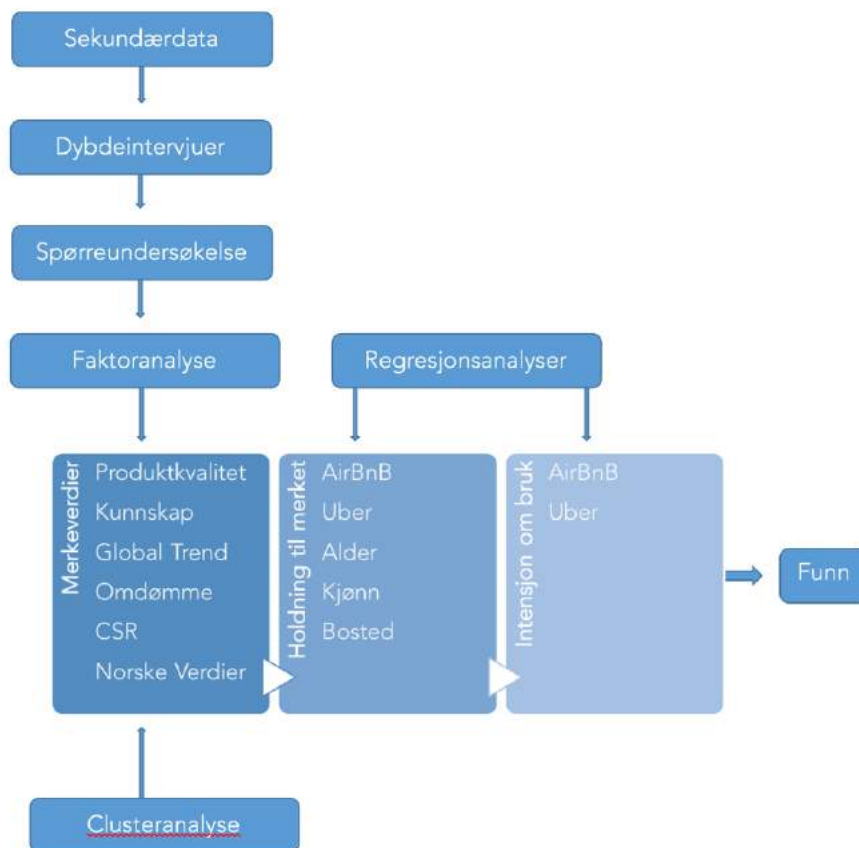 Sekundærdata
Dybdeintervjuer
Spørreundersøkelse
Faktoranalyse
Regresjonsanalyser
Merkeverdier
Produktkvalitet
Kunnskap
Global Trend
Omdømme
CSR
Norske Verdier
Holdning til merket
AirBnB
Uber
Alder
Kjønn
Bosted
Intensjon om bruk
AirBnB
Uber
Funn
Clusteranalyse